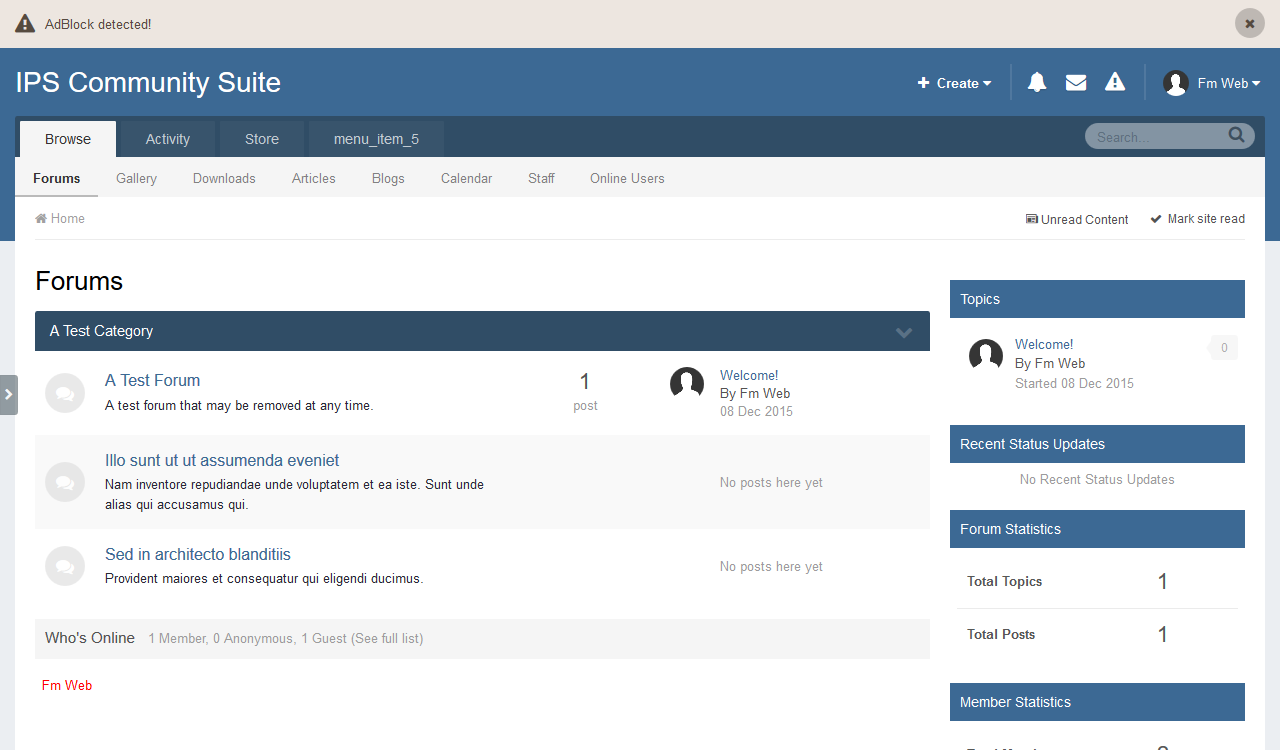 AdBlock detected!
IPS Community Suite
Create
Fm Web
Browse
Activity
Store
menu_item_5
Search...
Forums
Gallery
Downloads
Articles
Blogs
Calendar
Staff
Online Users
Home
Unread Content
Mark site read
Forums
A Test Category
A Test Forum
A test forum that may be removed at any time.
1
post
Welcome!
By Fm Web
08 Dec 2015
Illo sunt ut ut assumenda eveniet
Nam inventore repudiandae unde voluptatem et ea iste. Sunt unde
alias qui accusamus qui.
No posts here yet
Sed in architecto blanditiis
Provident maiores et consequatur qui eligendi ducimus.
No posts here yet
Who's Online
1 Member, 0 Anonymous, 1 Guest (See full list)
Fm Web
Topics
Welcome!
0
By Fm Web
Started 08 Dec 2015
Recent Status Updates
No Recent Status Updates
Forum Statistics
Total Topics
1
Total Posts
1
Member Statistics